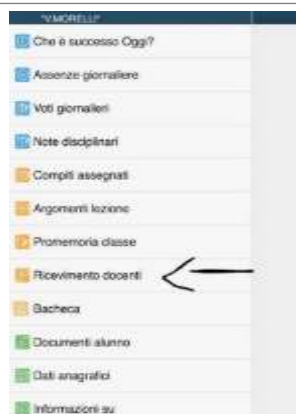 "V.MORELLI"
Che è successo Oggi?
Assenze giornaliere
Voti giornalieri
Note disciplinari
Compiti assegnati
Argomenti lezione
Promemoria classe
Ricevimento docenti
Bacheca
Documenti alunno
Dati anagrafici
Informazioni su